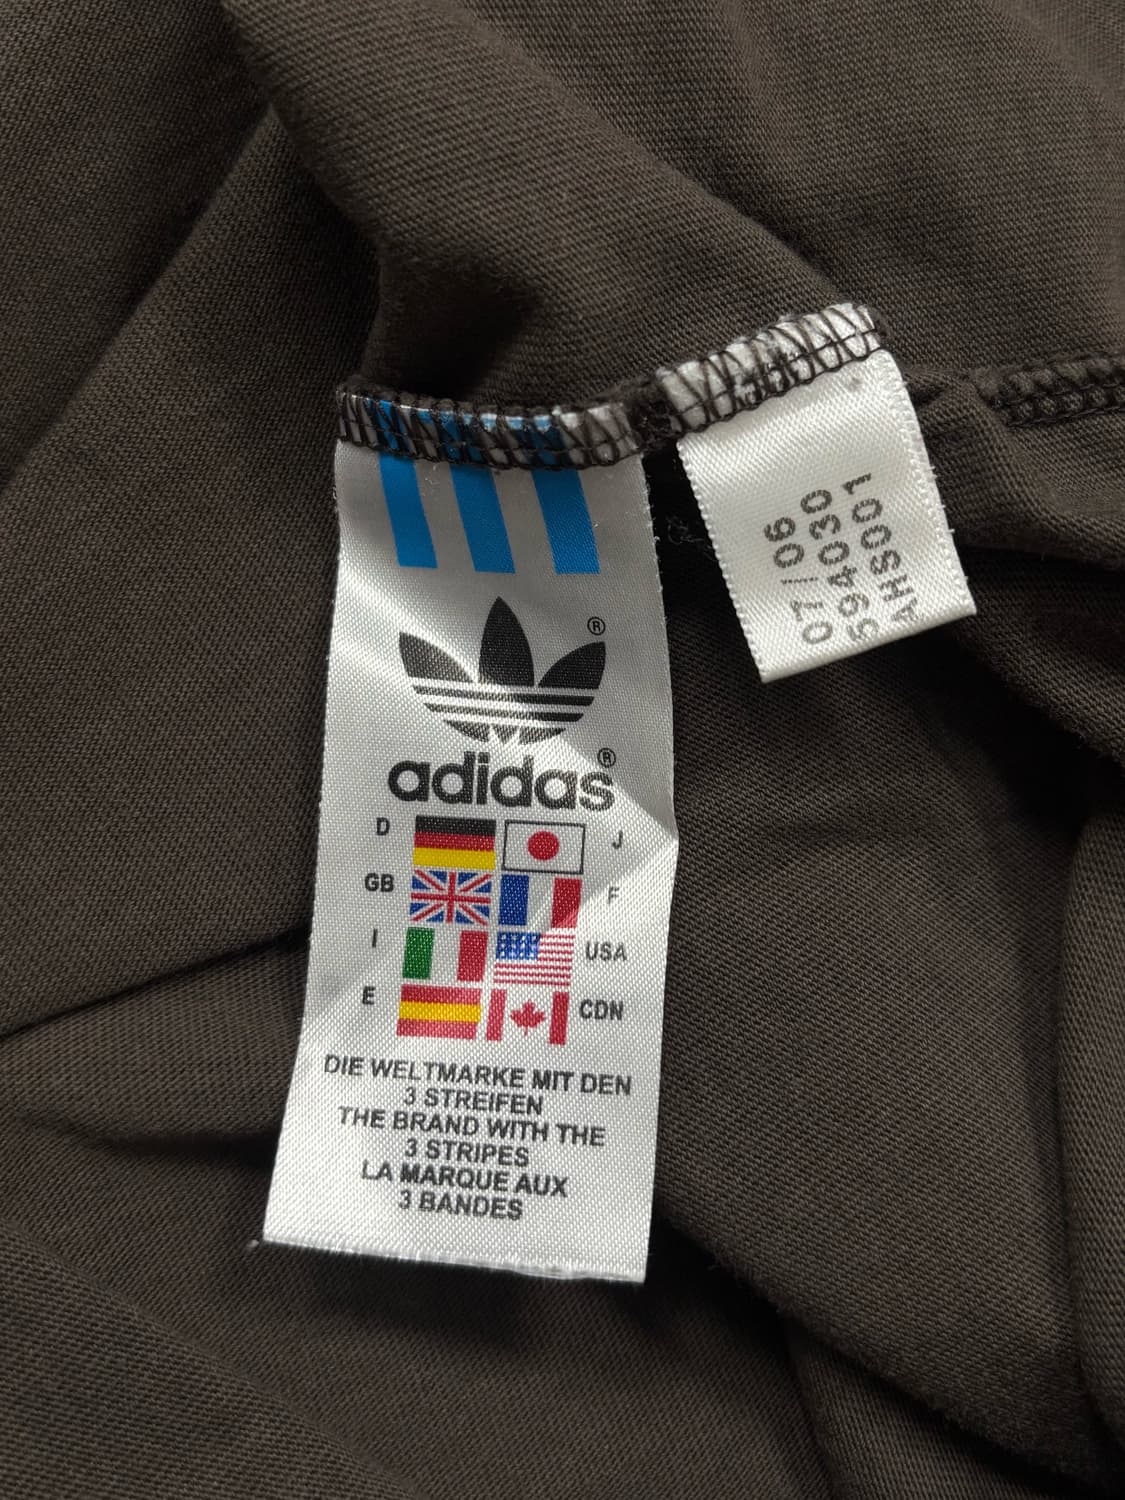 ®
adidas®
D
J
GB
F
I
USA
E
CDN
DIE WELTMARKE MIT DEN
3 STREIFEN
THE BRAND WITH THE
3 STRIPES
LA MARQUE AUX
3 BANDES
07/06
594030
AHS001